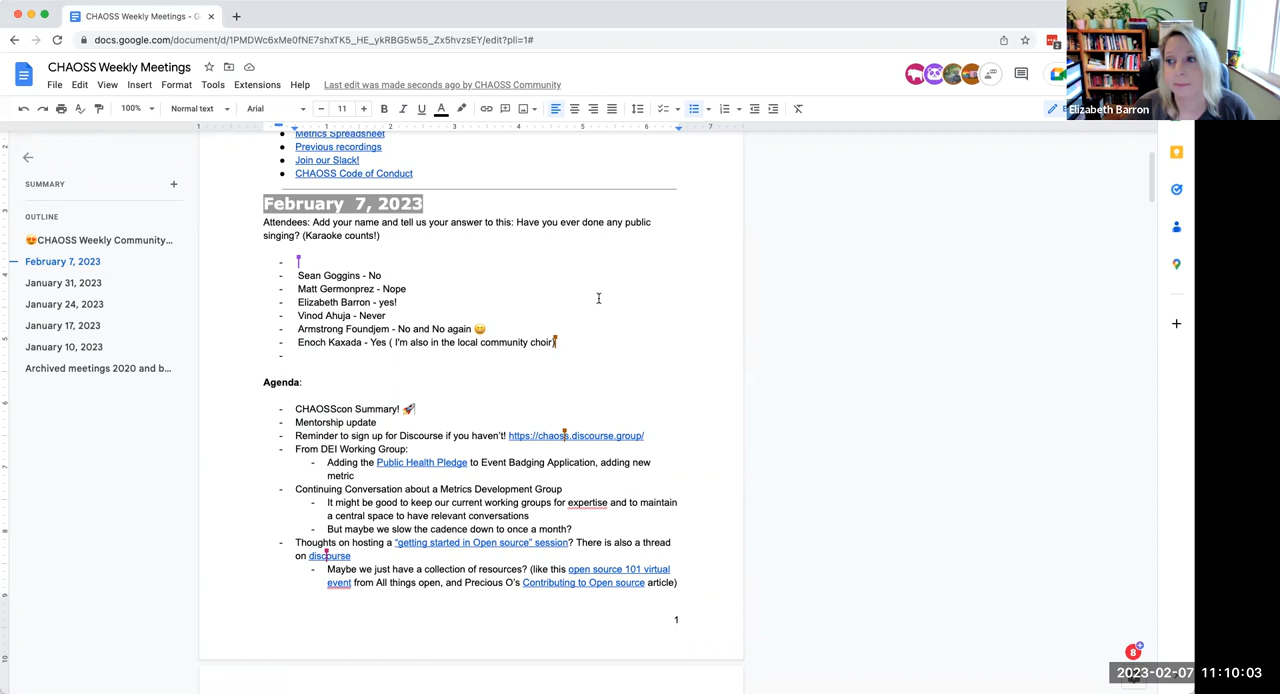 CHAOSS Weekly Meetings - G
docs.google.com/document/d/1PMDWc6xMe0fNE7shxTK5_HE_ykRBG5w55_Zx5hvzsEY/edit?pli=1#
2
CHAOSS Weekly Meetings
File Edit View Insert Format Tools Extensions Help Last edit was made seconds ago by CHAOSS Community
Elizabeth Barron
100% Normal text Arial 11
1 1 2 3 4 5 6 7
Metrics Spreadsheet
Previous recordings
Join our Slack!
CHAOSS Code of Conduct
SUMMARY
OUTLINE
😍CHAOSS Weekly Community...
February 7, 2023
January 31, 2023
January 24, 2023
January 17, 2023
January 10, 2023
Archived meetings 2020 and b...
February 7, 2023
Attendees: Add your name and tell us your answer to this: Have you ever done any public
singing? (Karaoke counts!)
-
- Sean Goggins - No
- Matt Germonprez - Nope
- Elizabeth Barron - yes!
- Vinod Ahuja - Never
- Armstrong Foundjem - No and No again 😀
- Enoch Kaxada - Yes ( I'm also in the local community choir)
-
Agenda:
- CHAOSScon Summary! 🚀
- Mentorship update
- Reminder to sign up for Discourse if you haven't! https://chaoss.discourse.group/
- From DEI Working Group:
- Adding the Public Health Pledge to Event Badging Application, adding new
metric
- Continuing Conversation about a Metrics Development Group
- It might be good to keep our current working groups for expertise and to maintain
a central space to have relevant conversations
- But maybe we slow the cadence down to once a month?
- Thoughts on hosting a "getting started in Open source" session? There is also a thread
on discourse
- Maybe we just have a collection of resources? (like this open source 101 virtual
event from All things open, and Precious O's Contributing to Open source article)
1
8
2023-02-07 11:10:03